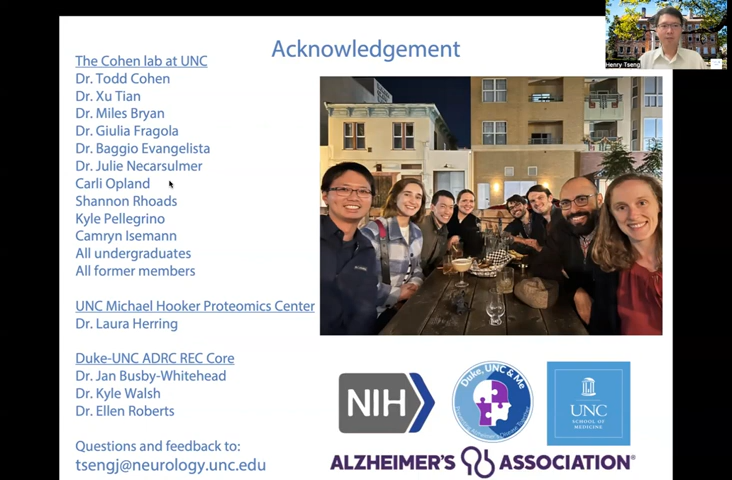 Acknowledgement
The Cohen lab at UNC
Dr. Todd Cohen
Dr. Xu Tian
Dr. Miles Bryan
Dr. Giulia Fragola
Dr. Baggio Evangelista
Dr. Julie Necarsulmer
Carli Opland
Shannon Rhoads
Kyle Pellegrino
Camryn Isemann
All undergraduates
All former members
UNC Michael Hooker Proteomics Center
Dr. Laura Herring
Duke-UNC ADRC REC Core
Dr. Jan Busby-Whitehead
Dr. Kyle Walsh
Dr. Ellen Roberts
Questions and feedback to:
tsengj@neurology.unc.edu
Henry Tseng
NIH
Duke, UNC & Me
UNC
SCHOOL OF
MEDICINE
ALZHEIMER'S ASSOCIATION®